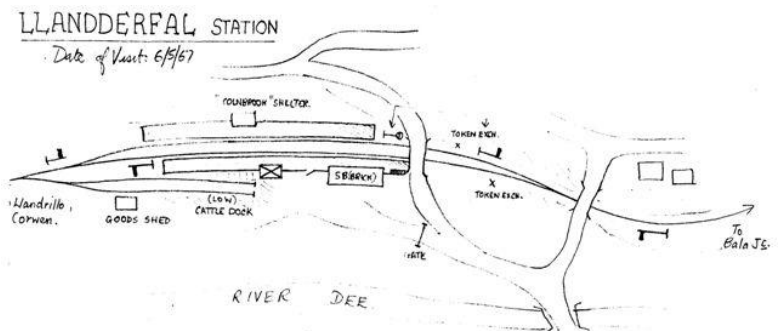 LLANDDERFAL STATION
Date of Visit: 6/5/67
"COLNBROOK" SHELTER.
TOKEN EXCH.
TOKEN EXCH.
S.B (BRICK)
(LOW)
CATTLE DOCK
GOODS SHED
Llandrillo,
Corwen.
GATE
To
Bala Jc.
RIVER DEE